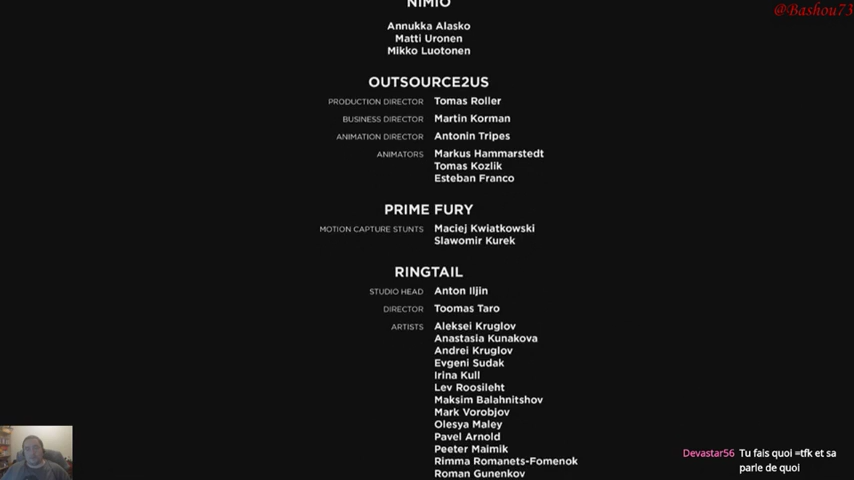 NIMIO
@Bashou73
Annukka Alasko
Matti Uronen
Mikko Luotonen
OUTSOURCE2US
PRODUCTION DIRECTOR Tomas Roller
BUSINESS DIRECTOR Martin Korman
ANIMATION DIRECTOR Antonin Tripes
ANIMATORS Markus Hammarstedt
Tomas Kozlik
Esteban Franco
PRIME FURY
MOTION CAPTURE STUNTS Maciej Kwiatkowski
Slawomir Kurek
RINGTAIL
STUDIO HEAD Anton Iljin
DIRECTOR Toomas Taro
ARTISTS Aleksei Kruglov
Anastasia Kunakova
Andrei Kruglov
Evgeni Sudak
Irina Kull
Lev Roosileht
Maksim Balahnitshov
Mark Vorobjov
Olesya Maley
Pavel Arnold
Peeter Maimik
Rimma Romanets-Fomenok
Roman Gunenkov
Devastar56 Tu fais quoi =tfk et sa
parle de quoi